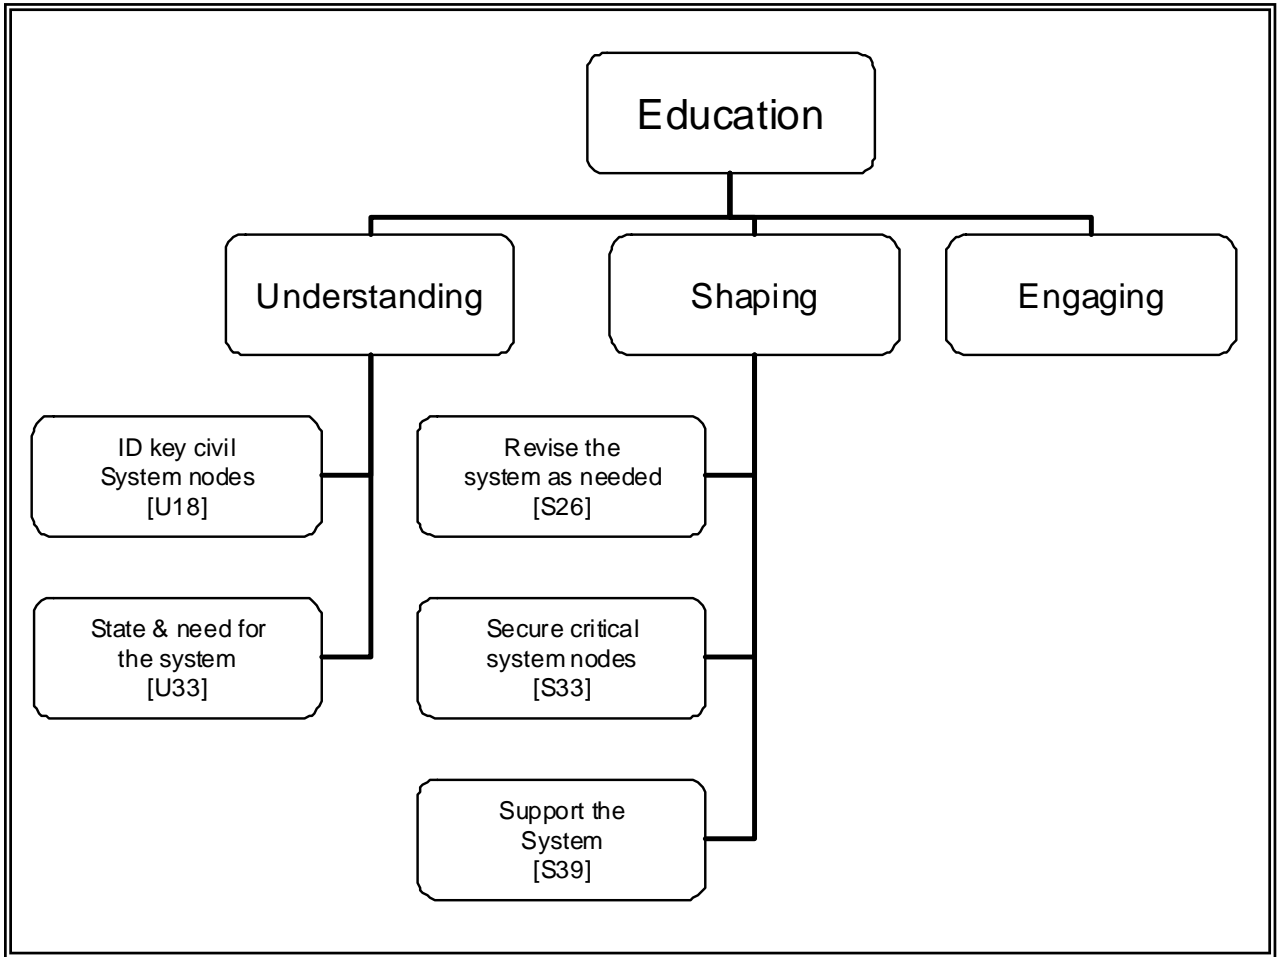 Education
Understanding
Shaping
Engaging
ID key civil
System nodes
[U18]
Revise the
system as needed
[S26]
State & need for
the system
[U33]
Secure critical
system nodes
[S33]
Support the
System
[S39]